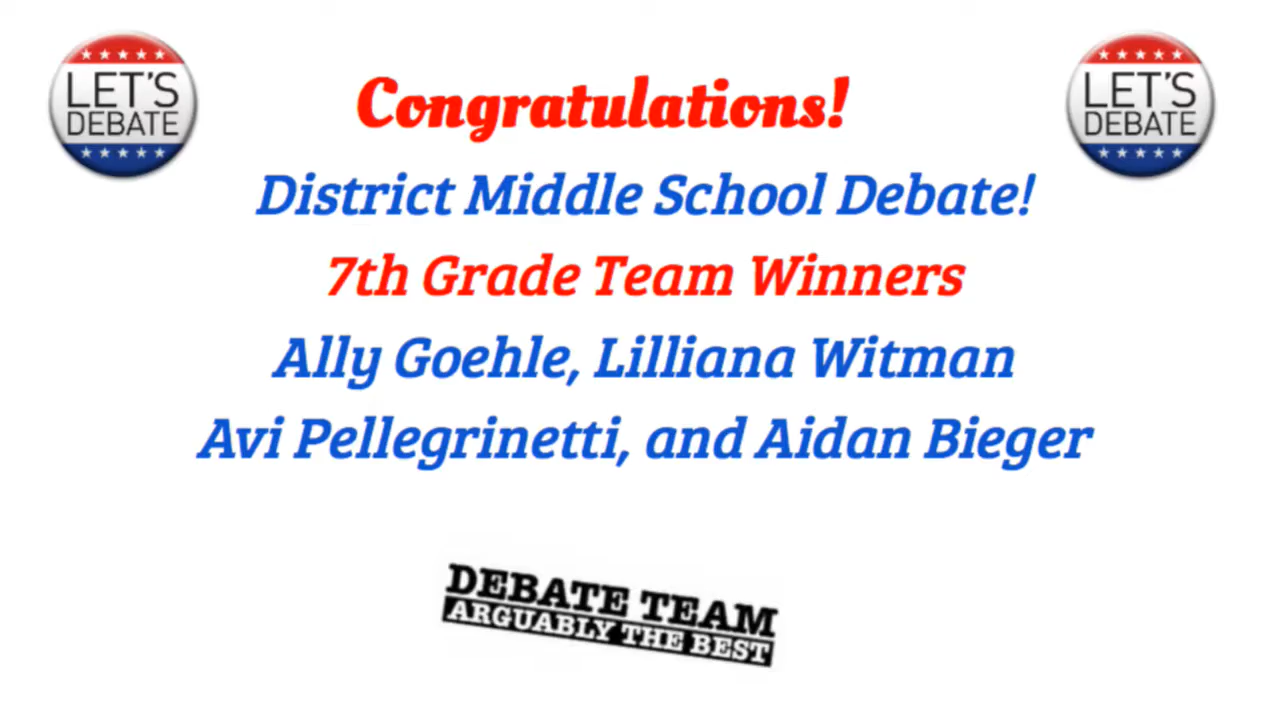 LET'S
DEBATE
LET'S
DEBATE
Congratulations!
District Middle School Debate!
7th Grade Team Winners
Ally Goehle, Lilliana Witman
Avi Pellegrinetti, and Aidan Bieger
DEBATE TEAM
ARGUABLY THE BEST